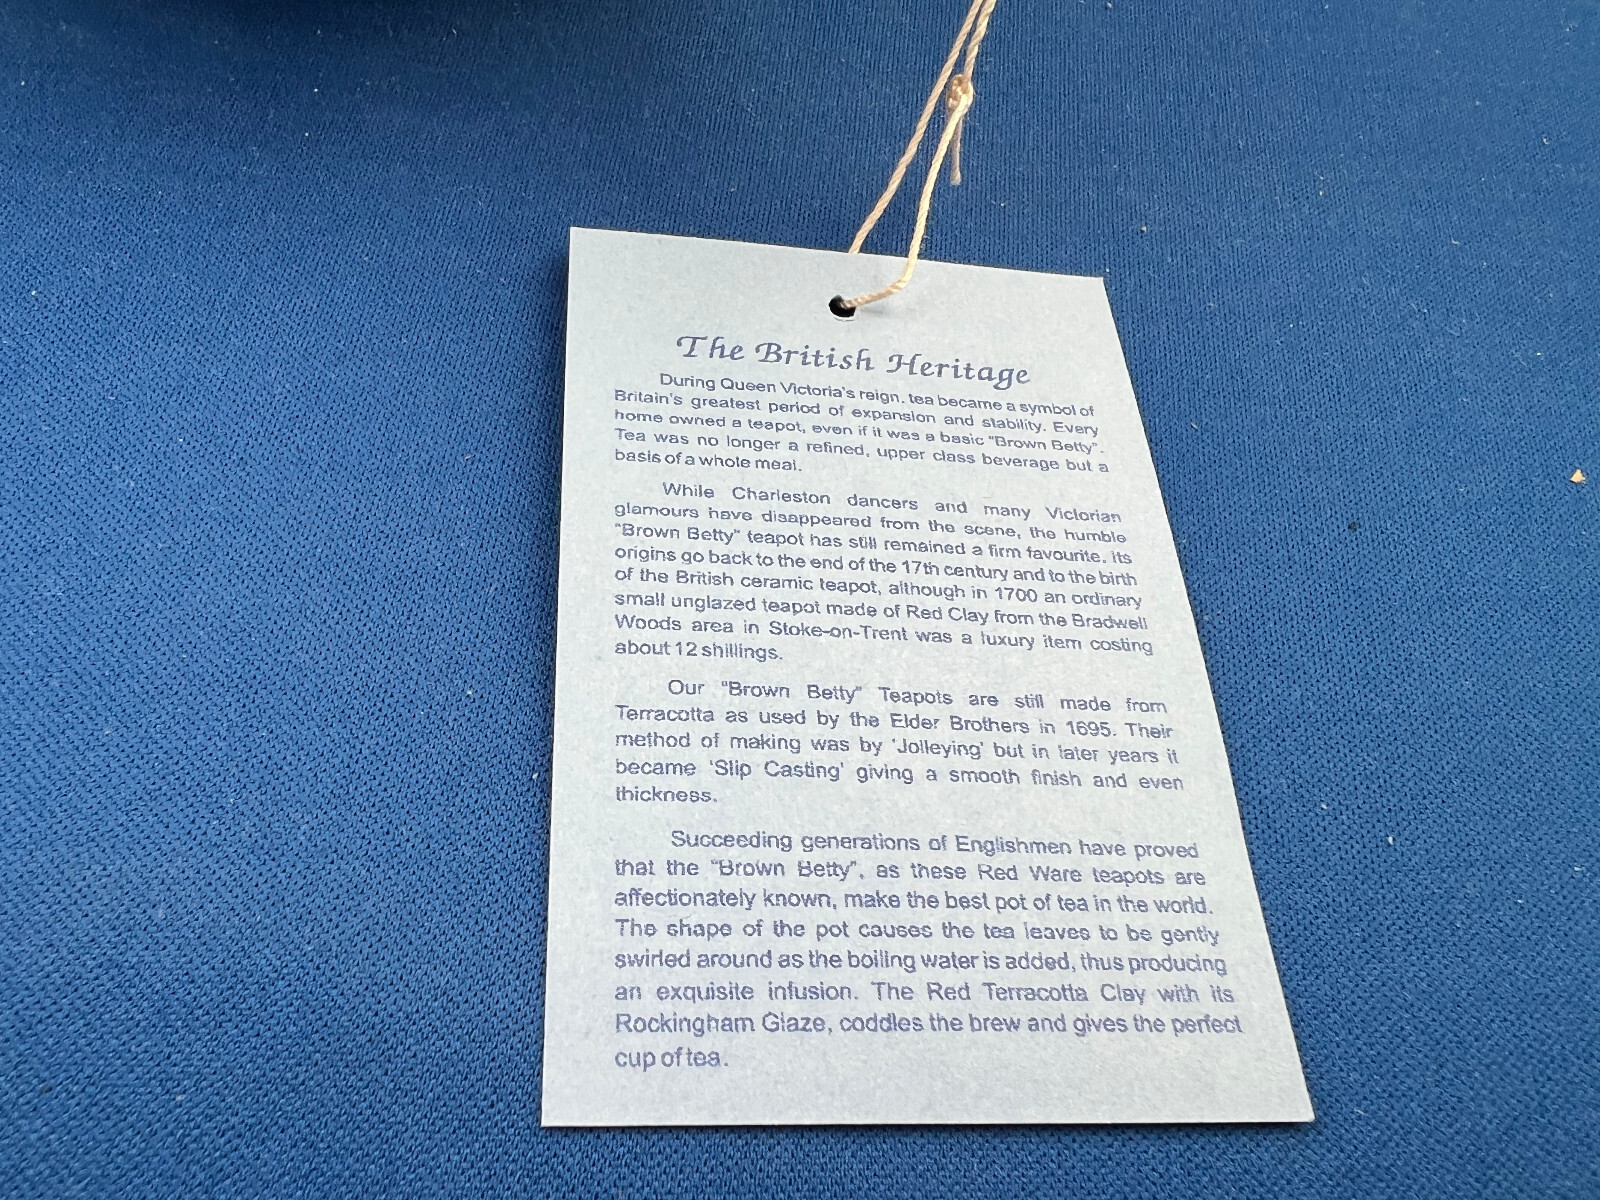 The British Heritage
During Queen Victoria's reign, tea became a symbol of
Britain's greatest period of expansion and stability. Every
home owned a teapot, even if it was a basic "Brown Betty".
Tea was no longer a refined, upper class beverage but a
basis of a whole meal.
While Charleston dancers and many Victorian
glamours have disappeared from the scene, the humble
"Brown Betty" teapot has still remained a firm favourite, its
origins go back to the end of the 17th century and to the birth
of the British ceramic teapot, although in 1700 an ordinary
small unglazed teapot made of Red Clay from the Bradwell
Woods area in Stoke-on-Trent was a luxury item costing
about 12 shillings.
Our "Brown Betty" Teapots are still made from
Terracotta as used by the Elder Brothers in 1695. Their
method of making was by 'Jolleying' but in later years it
became 'Slip Casting' giving a smooth finish and even
thickness.
Succeeding generations of Englishmen have proved
that the "Brown Betty", as these Red Ware teapots are
affectionately known, make the best pot of tea in the world.
The shape of the pot causes the tea leaves to be gently
swirled around as the boiling water is added, thus producing
an exquisite infusion. The Red Terracotta Clay with its
Rockingham Glaze, coddles the brew and gives the perfect
cup of tea.